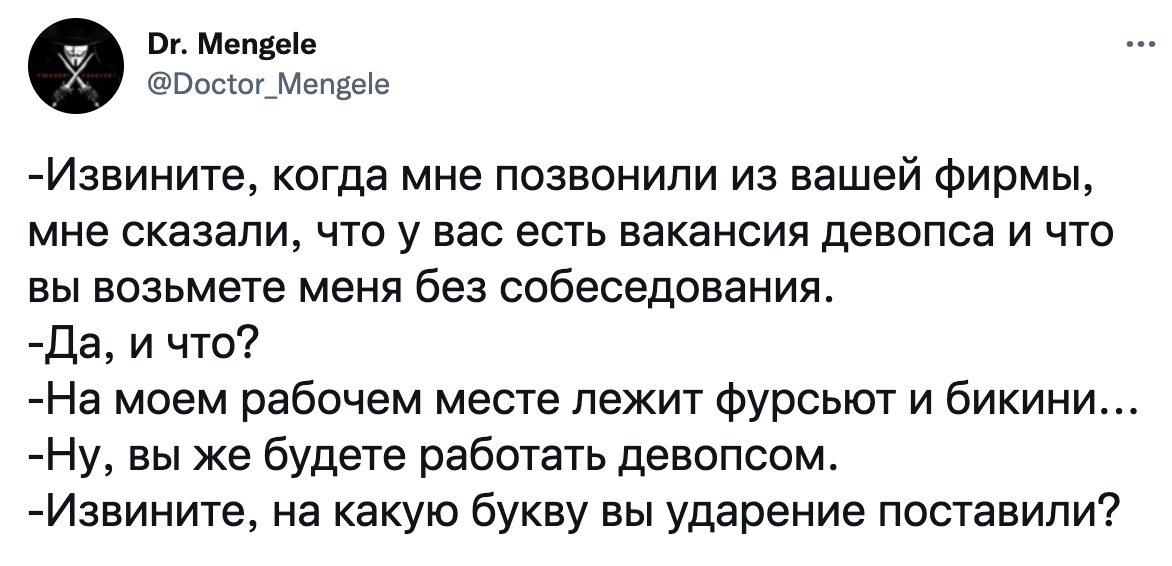 Dr. Mengele
@Doctor_Mengele
-Извините, когда мне позвонили из вашей фирмы,
мне сказали, что у вас есть вакансия девопса и что
вы возьмете меня без собеседования.
-Да, и что?
-На моем рабочем месте лежит фурсьют и бикини...
-Ну, вы же будете работать девопсом.
-Извините, на какую букву вы ударение поставили?